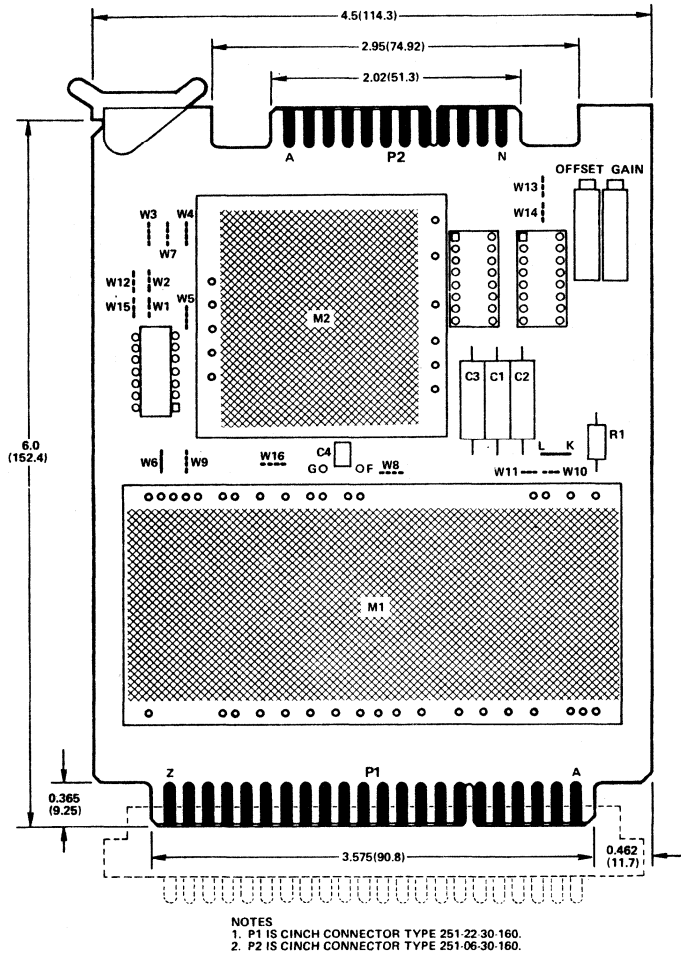 4.5(114.3)
2.95(74.92)
2.02(51.3)
A P2 N
OFFSET GAIN
W13
W14
W3 W4
W7
W12 W2
W15 W1
W5
M2
C3 C1 C2
6.0
(152.4)
R1
L K
W6 W9 W16 C4
G F W8
W11 W10
M1
Z P1 A
0.365
(9.25)
3.575(90.8)
0.462
(11.7)
NOTES
1. P1 IS CINCH CONNECTOR TYPE 251-22-30-160.
2. P2 IS CINCH CONNECTOR TYPE 251-06-30-160.